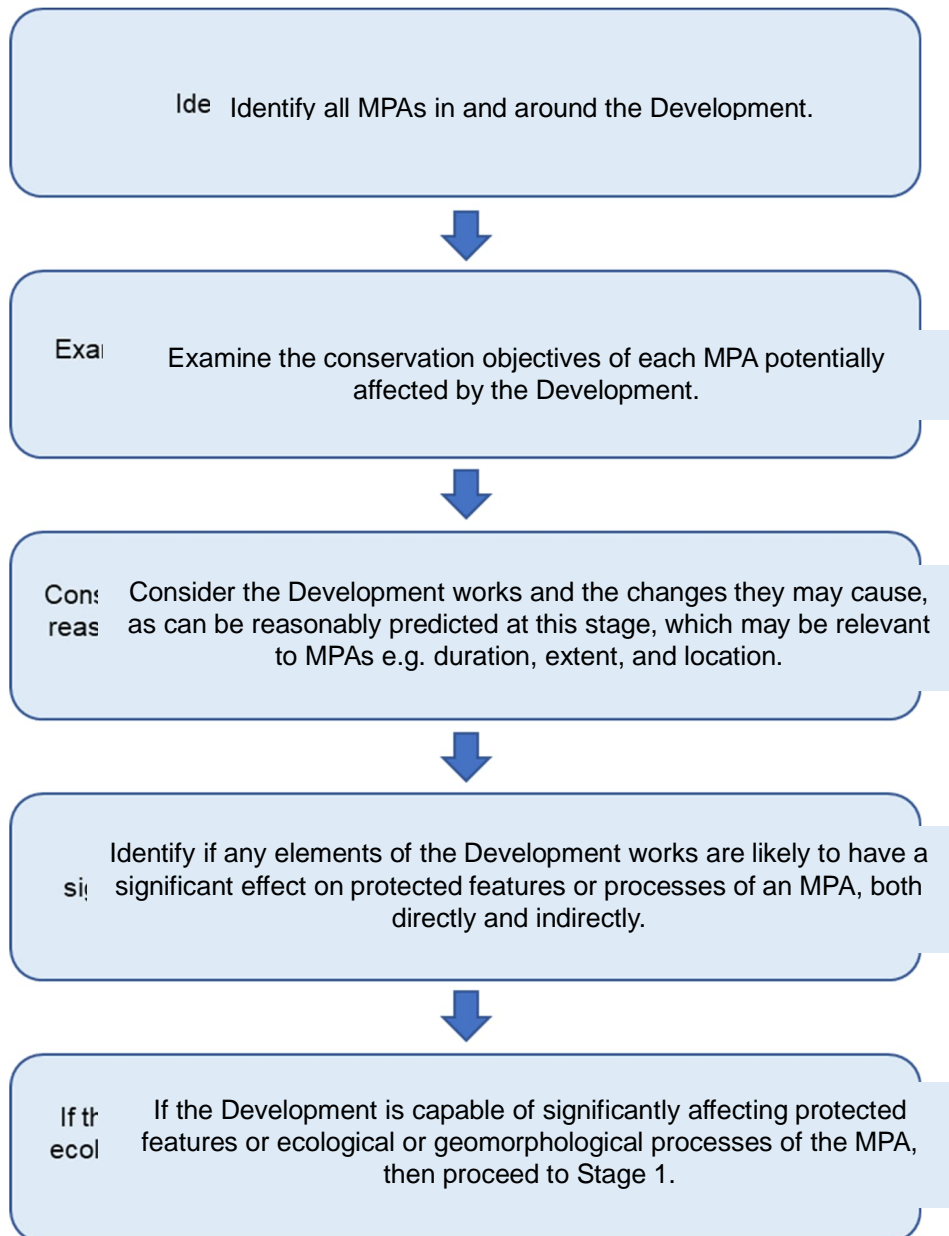 Ide Identify all MPAs in and around the Development.
Exa Examine the conservation objectives of each MPA potentially
affected by the Development.
Cons Consider the Development works and the changes they may cause,
reas as can be reasonably predicted at this stage, which may be relevant
to MPAs e.g. duration, extent, and location.
Identify if any elements of the Development works are likely to have a
sig significant effect on protected features or processes of an MPA, both
directly and indirectly.
If th If the Development is capable of significantly affecting protected
ecol features or ecological or geomorphological processes of the MPA,
then proceed to Stage 1.